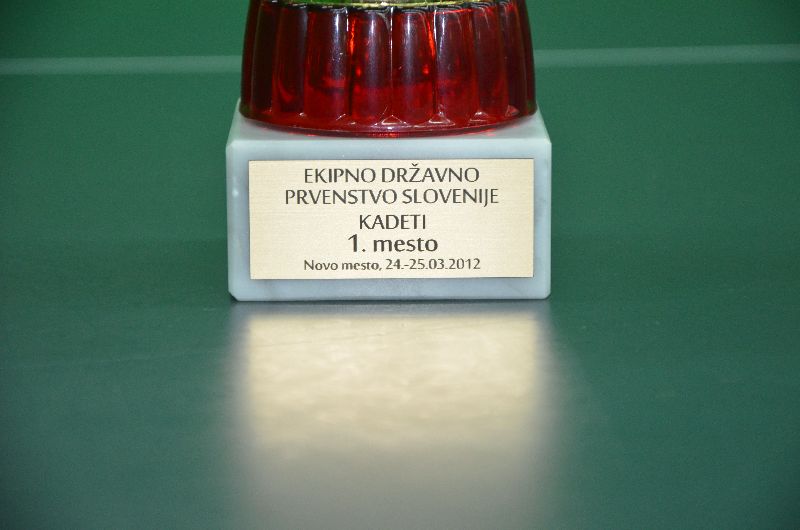 EKIPNO DRŽAVNO
PRVENSTVO SLOVENIJE
KADETI
1. mesto
Novo mesto, 24.-25.03.2012